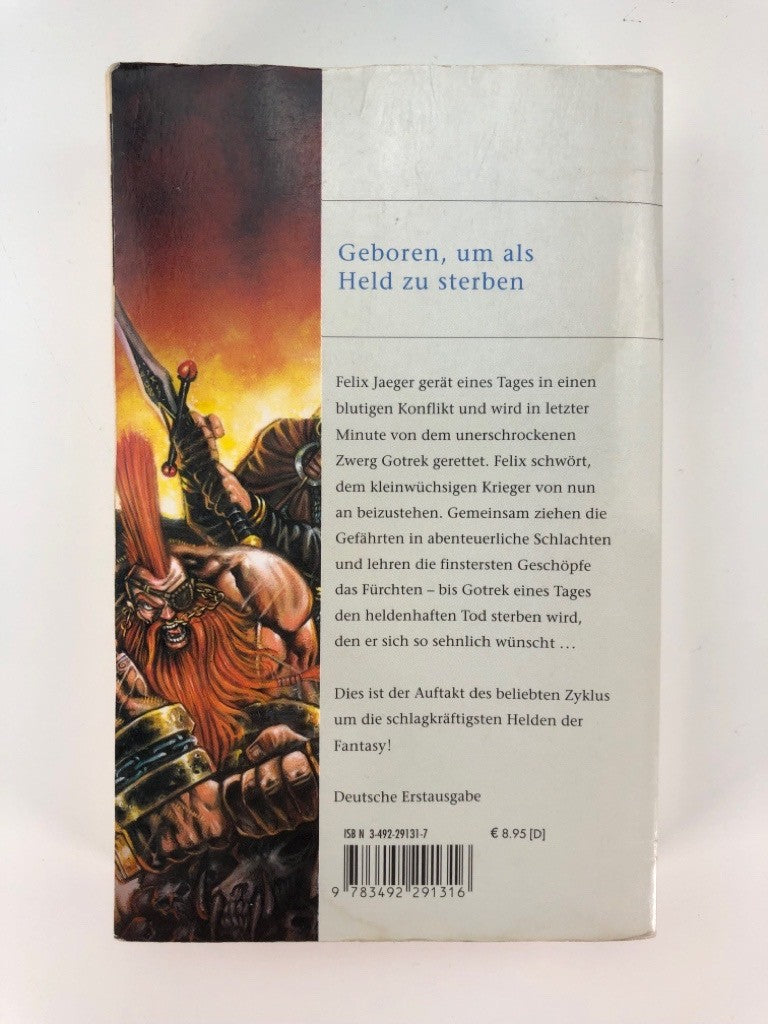 Geboren, um als
Held zu sterben
Felix Jaeger gerät eines Tages in einen
blutigen Konflikt und wird in letzter
Minute von dem unerschrockenen
Zwerg Gotrek gerettet. Felix schwört,
dem kleinwüchsigen Krieger von nun
an beizustehen. Gemeinsam ziehen die
Gefährten in abenteuerliche Schlachten
und lehren die finstersten Geschöpfe
das Fürchten – bis Gotrek eines Tages
den heldenhaften Tod sterben wird,
den er sich so sehnlich wünscht ...
Dies ist der Auftakt des beliebten Zyklus
um die schlagkräftigsten Helden der
Fantasy!
Deutsche Erstausgabe
ISBN 3-492-29131-7 € 8.95 [D]
9 783492 291316